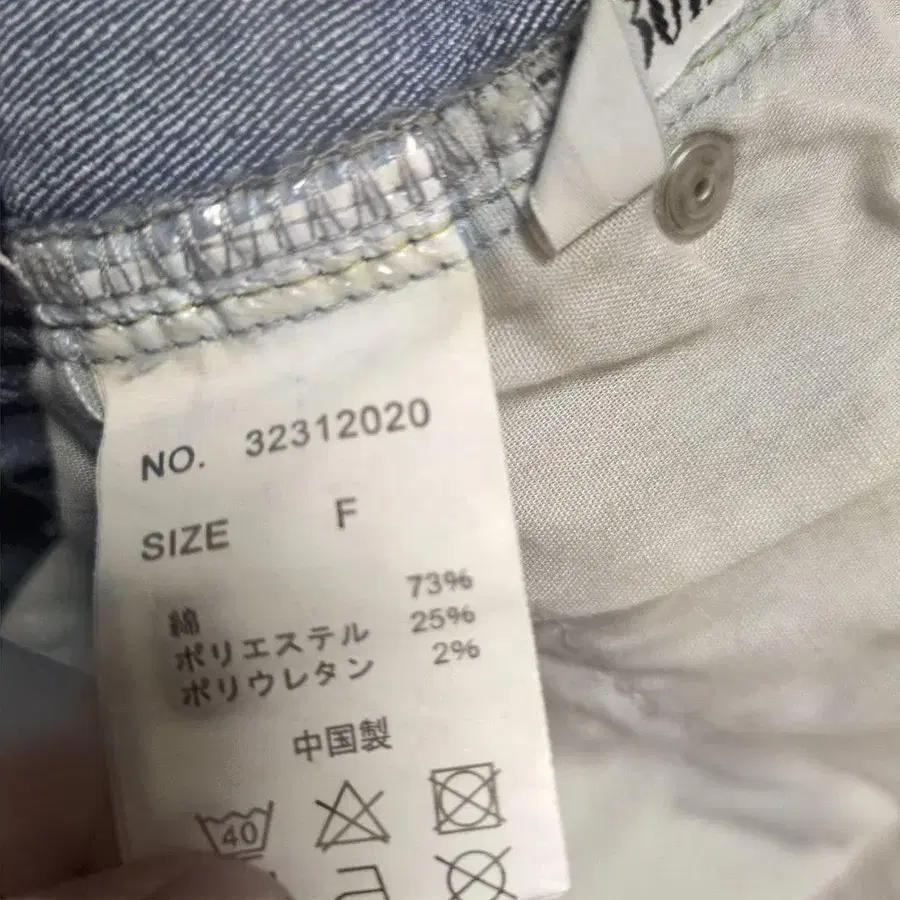 NO. 32312020
SIZE F
綿 73%
ポリエステル 25%
ポリウレタン 2%
中国製
40